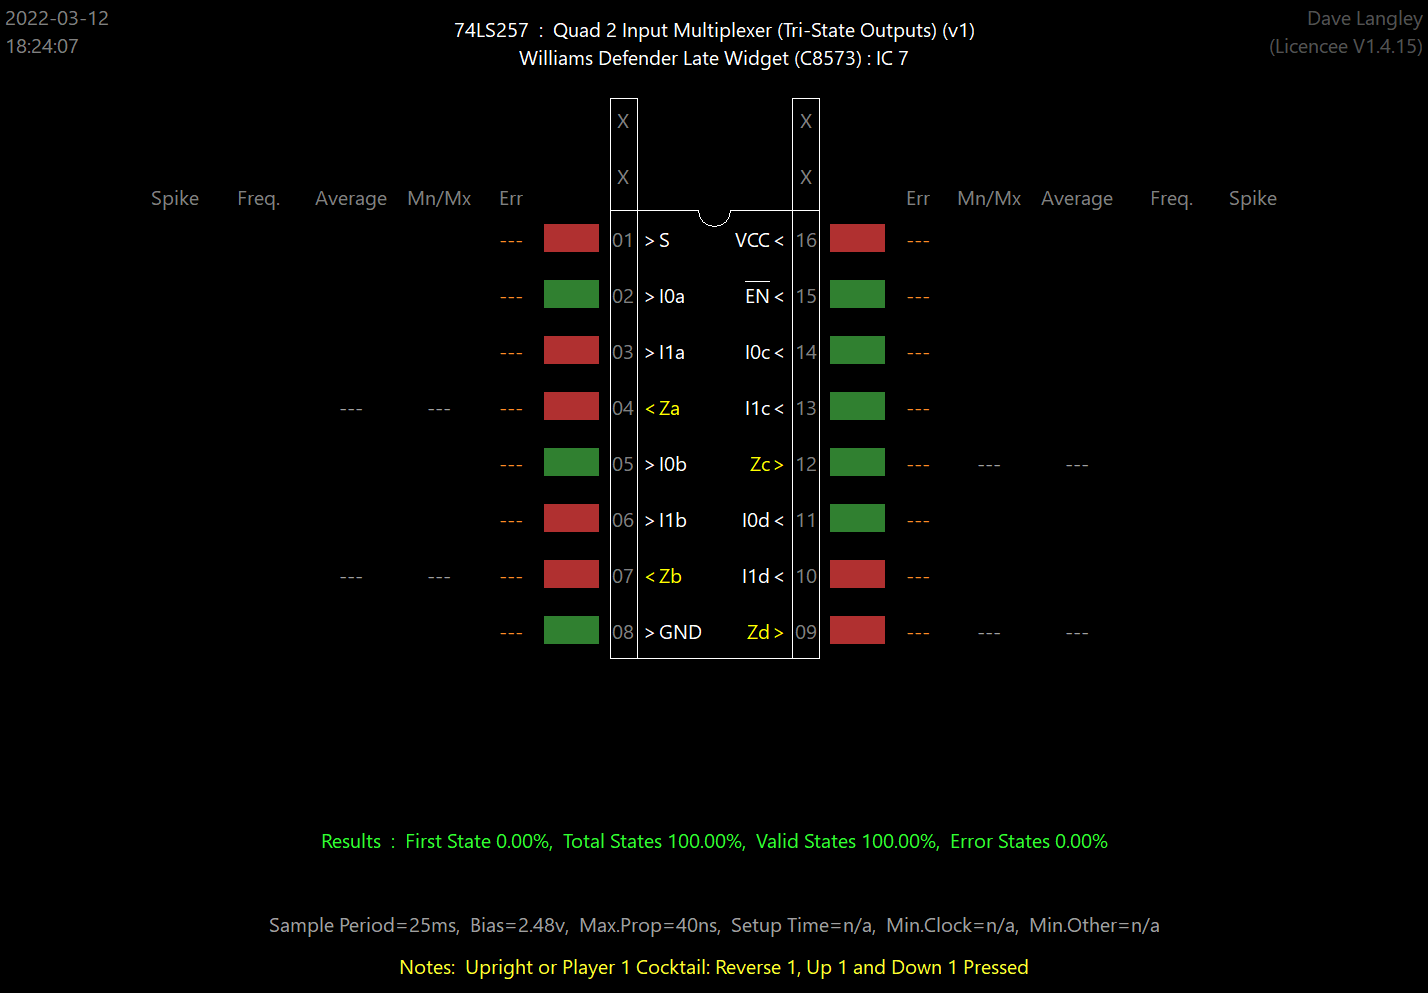 2022-03-12
18:24:07
74LS257 : Quad 2 Input Multiplexer (Tri-State Outputs) (v1)
Williams Defender Late Widget (C8573) : IC 7
Dave Langley
(Licencee V1.4.15)
X X
X X
Spike Freq. Average Mn/Mx Err Err Mn/Mx Average Freq. Spike
--- 01 > S VCC < 16 ---
--- 02 > I0a EN < 15 ---
--- 03 > I1a I0c < 14 ---
--- --- --- 04 < Za I1c < 13 ---
--- 05 > I0b Zc > 12 --- --- ---
--- 06 > I1b I0d < 11 ---
--- --- --- 07 < Zb I1d < 10 ---
--- 08 > GND Zd > 09 --- --- ---
Results : First State 0.00%, Total States 100.00%, Valid States 100.00%, Error States 0.00%
Sample Period=25ms, Bias=2.48v, Max.Prop=40ns, Setup Time=n/a, Min.Clock=n/a, Min.Other=n/a
Notes: Upright or Player 1 Cocktail: Reverse 1, Up 1 and Down 1 Pressed